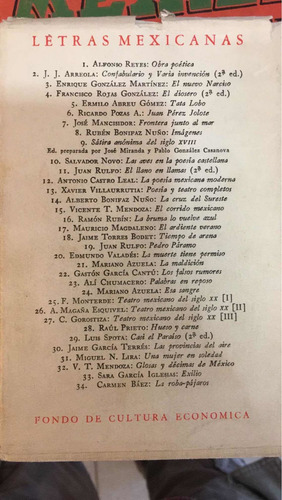 LETRAS MEXICANAS
1. Alfonso Reyes: Obra poética
2. J. J. Arreola: Confabulario y Varia invención (2ª ed.)
3. Enrique González Martínez: El nuevo Narciso
4. Francisco Rojas González: El diosero (2ª ed.)
5. Ermilo Abreu Gómez: Tata Lobo
6. Ricardo Pozas A.: Juan Pérez Jolote
7. José Mancisidor: Frontera junto al mar
8. Rubén Bonifaz Nuño: Imágenes
9. Sátira anónima del siglo XVIII
Ed. preparada por José Miranda y Pablo González Casanova
10. Salvador Novo: Las aves en la poesía castellana
11. Juan Rulfo: El llano en llamas (2ª ed.)
12. Antonio Castro Leal: La poesía mexicana moderna
13. Xavier Villaurrutia: Poesía y teatro completos
14. Alberto Bonifaz Nuño: La cruz del Sureste
15. Vicente T. Mendoza: El corrido mexicano
16. Ramón Rubín: La bruma lo vuelve azul
17. Mauricio Magdaleno: El ardiente verano
18. Jaime Torres Bodet: Tiempo de arena
19. Juan Rulfo: Pedro Páramo
20. Edmundo Valadés: La muerte tiene permiso
21. Mariano Azuela: La maldición
22. Gastón García Cantú: Los falsos rumores
23. Alí Chumacero: Palabras en reposo
24. Mariano Azuela: Esa sangre
25. F. Monterde: Teatro mexicano del siglo XX [I]
26. A. Magaña Esquivel: Teatro mexicano del siglo XX [II]
27. C. Gorostiza: Teatro mexicano del siglo XX [III]
28. Raúl Prieto: Hueso y carne
29. Luis Spota: Casi el Paraíso (2ª ed.)
30. Jaime García Terrés: Las provincias del aire
31. Miguel N. Lira: Una mujer en soledad
32. V. T. Mendoza: Glosas y décimas de México
33. Sara García Iglesias: Exilio
34. Carmen Báez: La roba-pájaros
FONDO DE CULTURA ECONOMICA